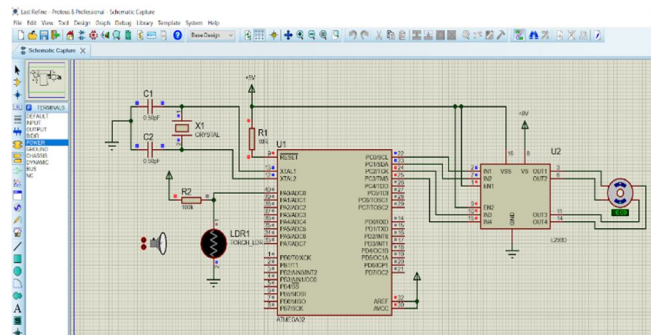 Last Refine - Proteus 8 Professional - Schematic Capture
File Edit View Tool Design Graph Debug Library Template System Help
Base Design
Schematic Capture X
TERMINALS
DEFAULT
INPUT
OUTPUT
BIDIR
POWER
GROUND
CHASSIS
DYNAMIC
BUS
NC
C1
X1
CRYSTAL
C2
+5V
R1
10k
R2
100k
LDR1
TORCH_LDR
U1
RESET
XTAL1
XTAL2
PA0/ADC0
PA1/ADC1
PA2/ADC2
PA3/ADC3
PA4/ADC4
PA5/ADC5
PA6/ADC6
PA7/ADC7
PB0/T0/XCK
PB1/T1
PB2/AIN0/INT2
PB3/AIN1/OC0
PB4/SS
PB5/MOSI
PB6/MISO
PB7/SCK
PC0/SCL
PC1/SDA
PC2/TCK
PC3/TMS
PC4/TDO
PC5/TDI
PC6/TOSC1
PC7/TOSC2
PD0/RXD
PD1/TXD
PD2/INT0
PD3/INT1
PD4/OC1B
PD5/OC1A
PD6/ICP1
PD7/OC2
AREF
AVCC
ATMEGA32
+9V
U2
IN1
IN2
EN1
EN2
IN3
IN4
VSS
VS
OUT1
OUT2
OUT3
OUT4
GND
L293D